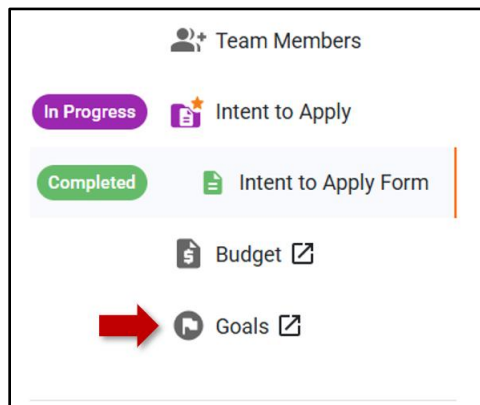 Team Members
In Progress Intent to Apply
Completed Intent to Apply Form
Budget
Goals